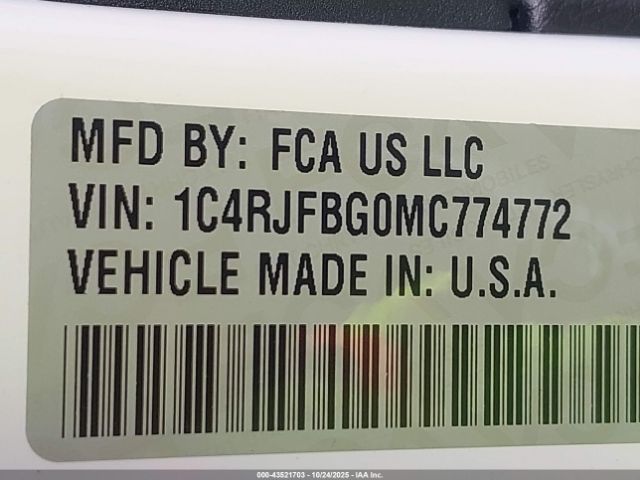 MFD BY: FCA US LLC
VIN: 1C4RJFBG0MC774772
VEHICLE MADE IN: U.S.A.
000-43521703 - 10/24/2025 - IAA Inc.